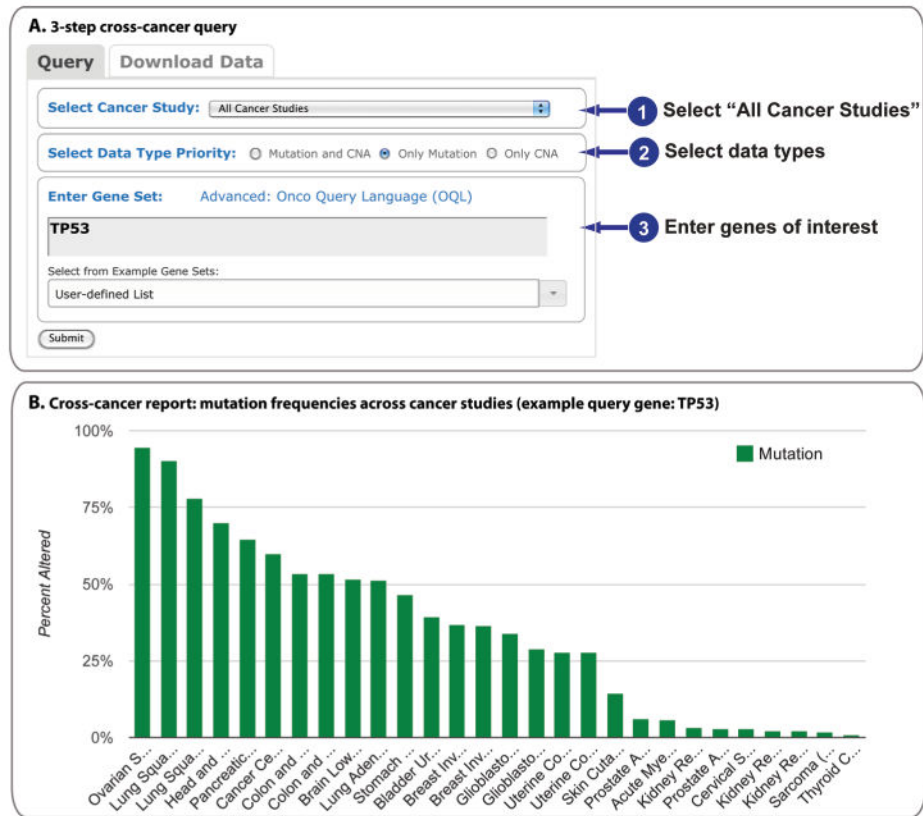 A. 3-step cross-cancer query
Query Download Data
Select Cancer Study: All Cancer Studies
1 Select “All Cancer Studies”
Select Data Type Priority: Mutation and CNA Only Mutation Only CNA
2 Select data types
Enter Gene Set: Advanced: Onco Query Language (OQL)
TP53
3 Enter genes of interest
Select from Example Gene Sets:
User-defined List
Submit
B. Cross-cancer report: mutation frequencies across cancer studies (example query gene: TP53)
100%
75%
50%
25%
0%
Percent Altered
Mutation
Ovarian S...
Lung Squa...
Lung Squa...
Head and ...
Pancreatic...
Cancer Ce...
Colon and ...
Colon and ...
Brain Low...
Lung Aden...
Stomach ...
Bladder Ur...
Breast Inv...
Breast Inv...
Glioblasto...
Glioblasto...
Uterine Co...
Uterine Co...
Skin Cuta...
Prostate A...
Acute Mye...
Kidney Re...
Prostate A...
Cervical S...
Kidney Re...
Kidney Re...
Sarcoma (...
Thyroid C...